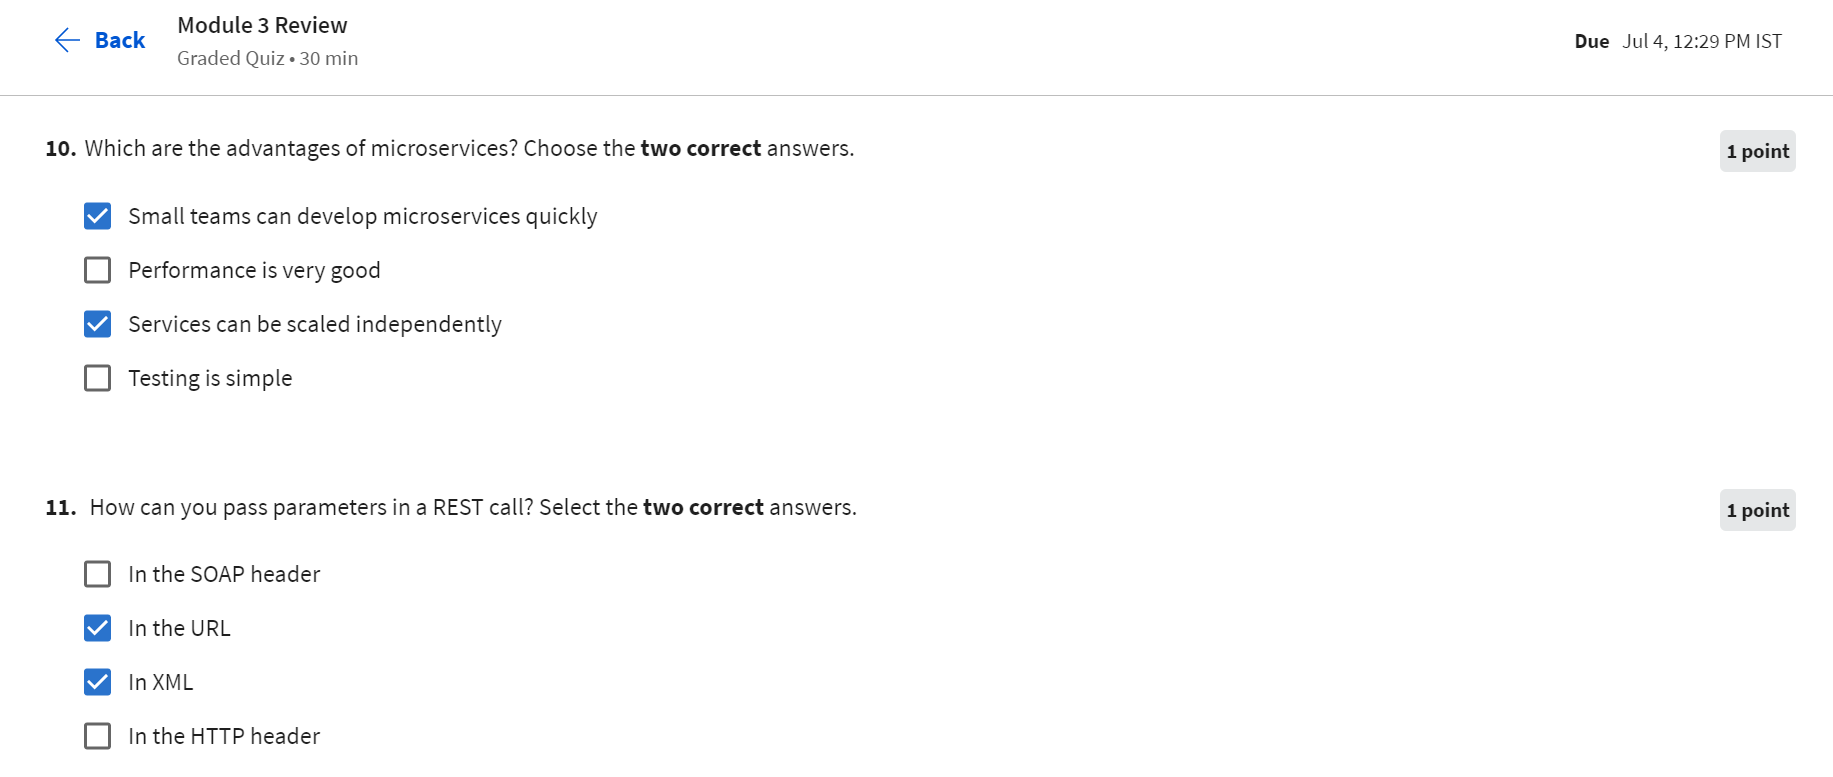 Back
Module 3 Review
Graded Quiz • 30 min
Due Jul 4, 12:29 PM IST
10. Which are the advantages of microservices? Choose the two correct answers.
1 point
Small teams can develop microservices quickly
Performance is very good
Services can be scaled independently
Testing is simple
11. How can you pass parameters in a REST call? Select the two correct answers.
1 point
In the SOAP header
In the URL
In XML
In the HTTP header